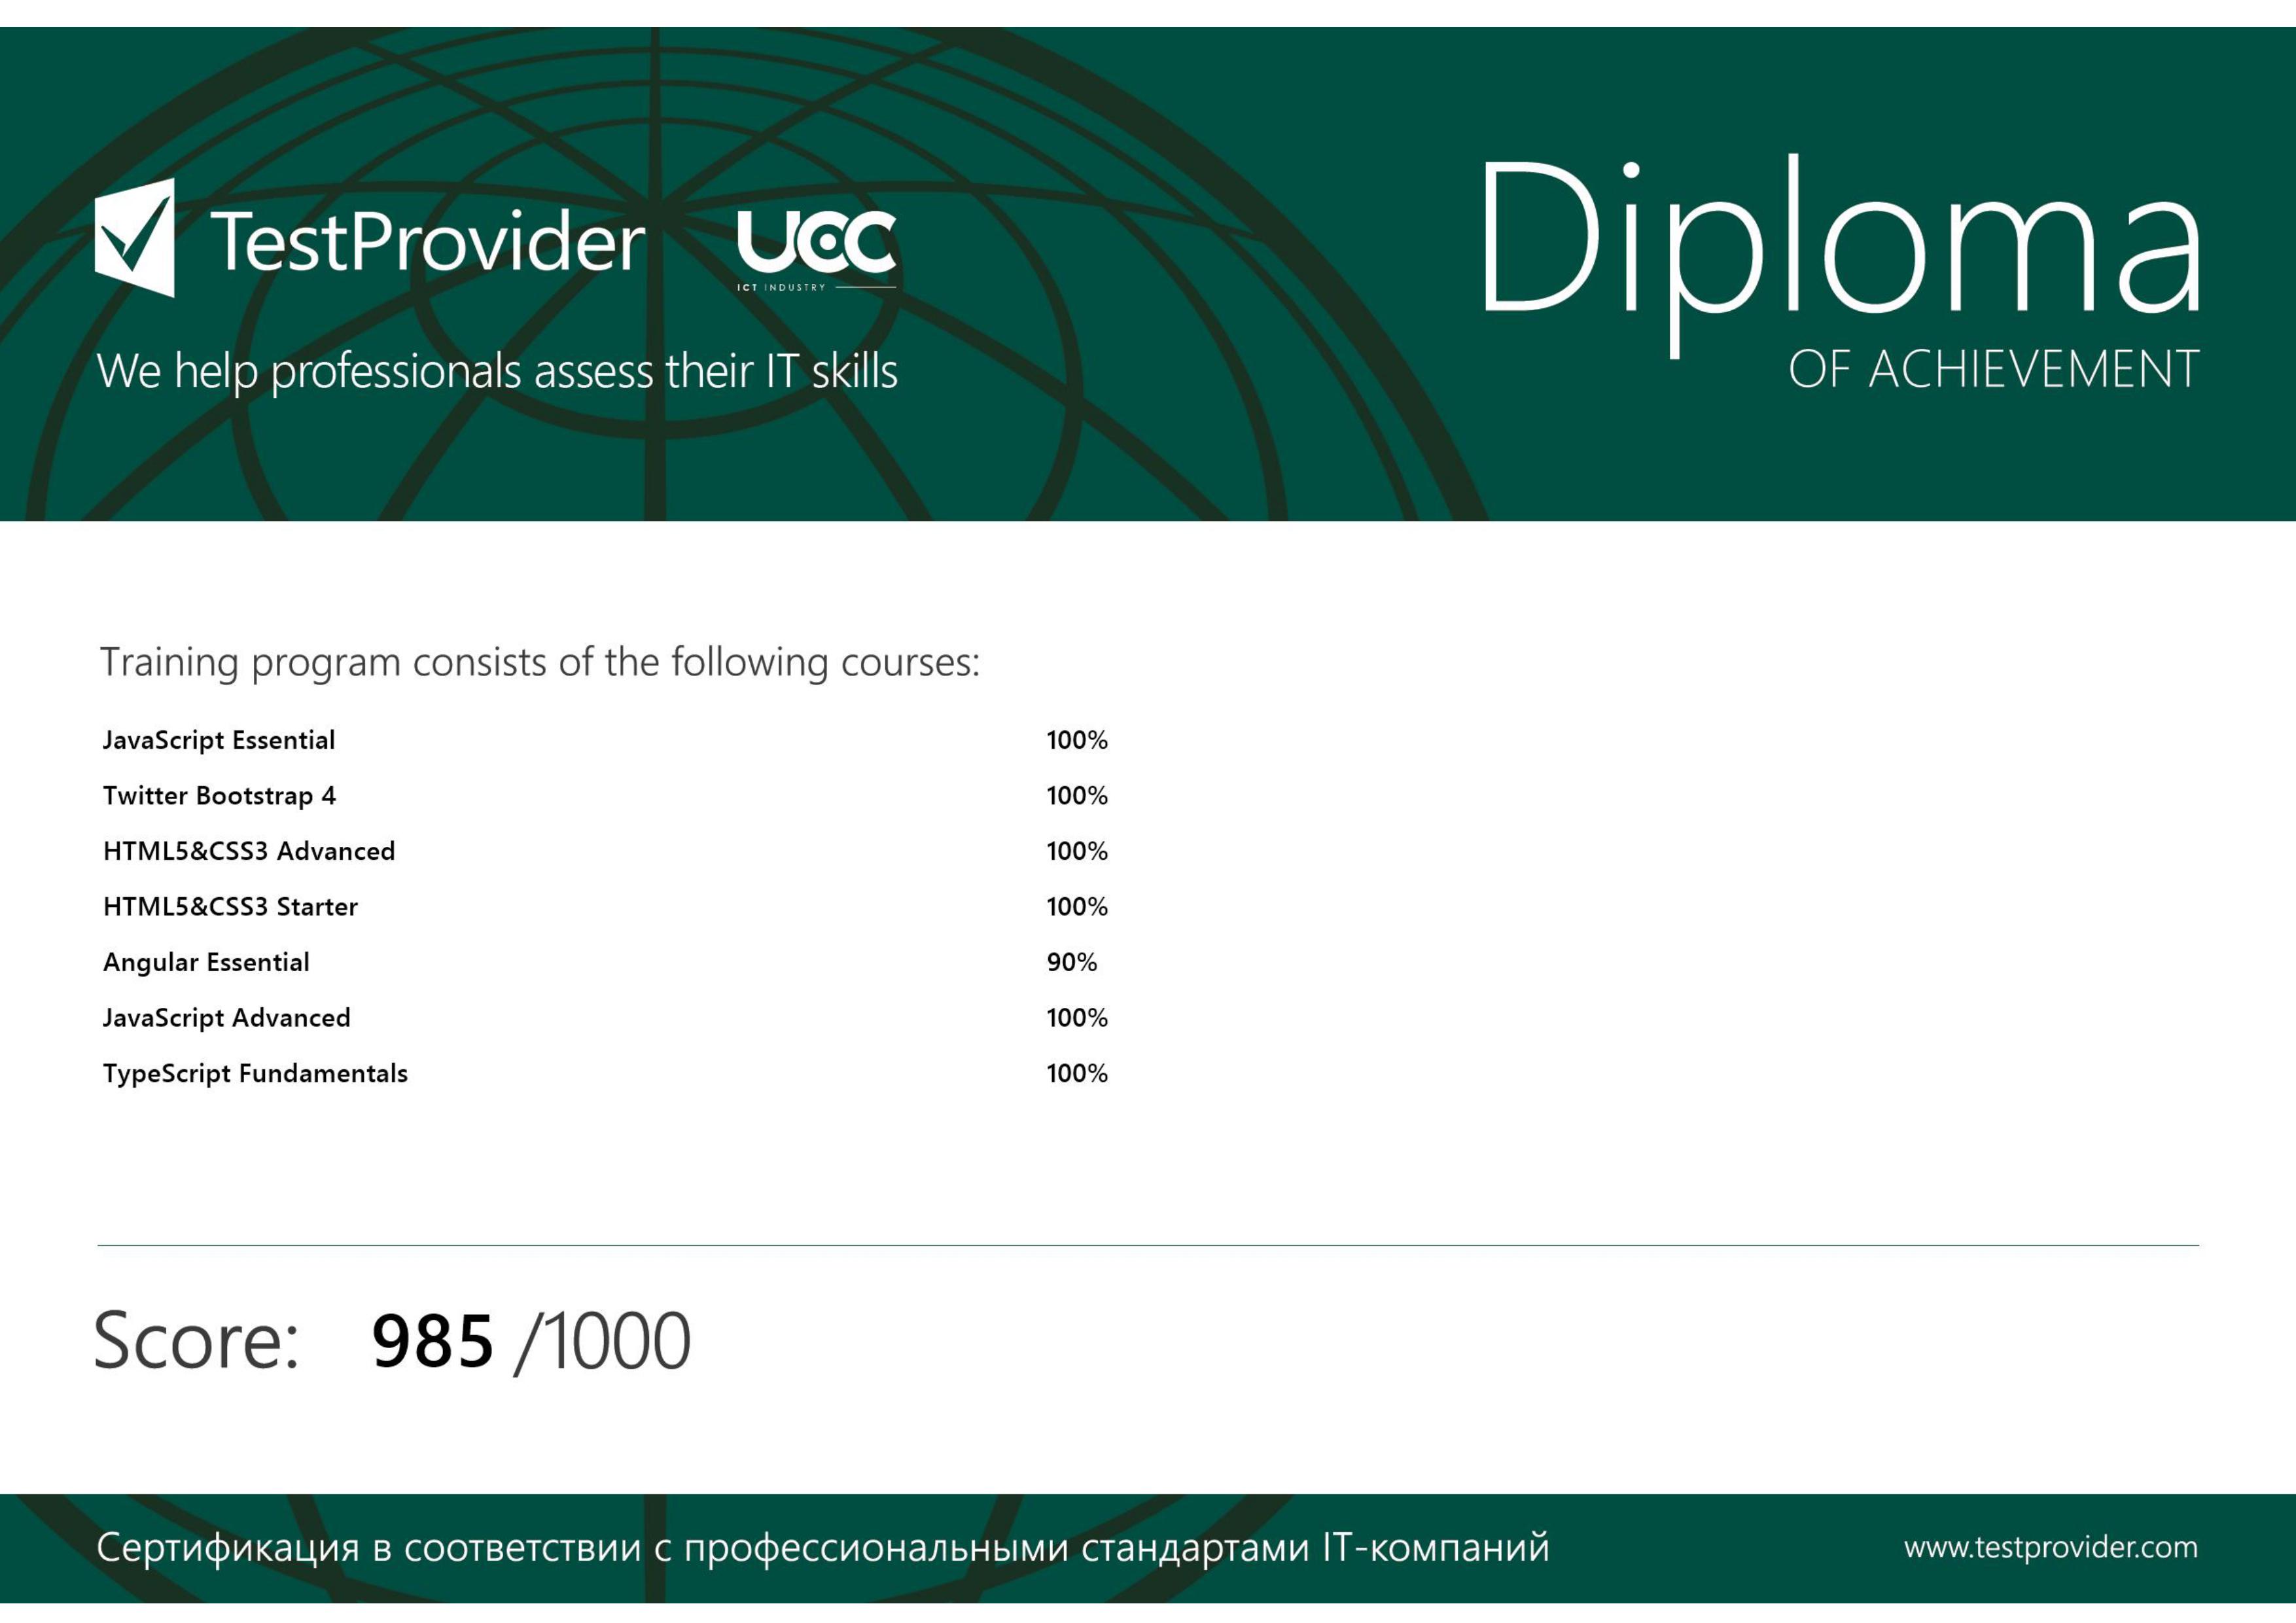 TestProvider
UCC
ICT INDUSTRY
We help professionals assess their IT skills
Diploma
OF ACHIEVEMENT
Training program consists of the following courses:
JavaScript Essential 100%
Twitter Bootstrap 4 100%
HTML5&CSS3 Advanced 100%
HTML5&CSS3 Starter 100%
Angular Essential 90%
JavaScript Advanced 100%
TypeScript Fundamentals 100%
Score: 985 /1000
Сертификация в соответствии с профессиональными стандартами IT-компаний
www.testprovider.com